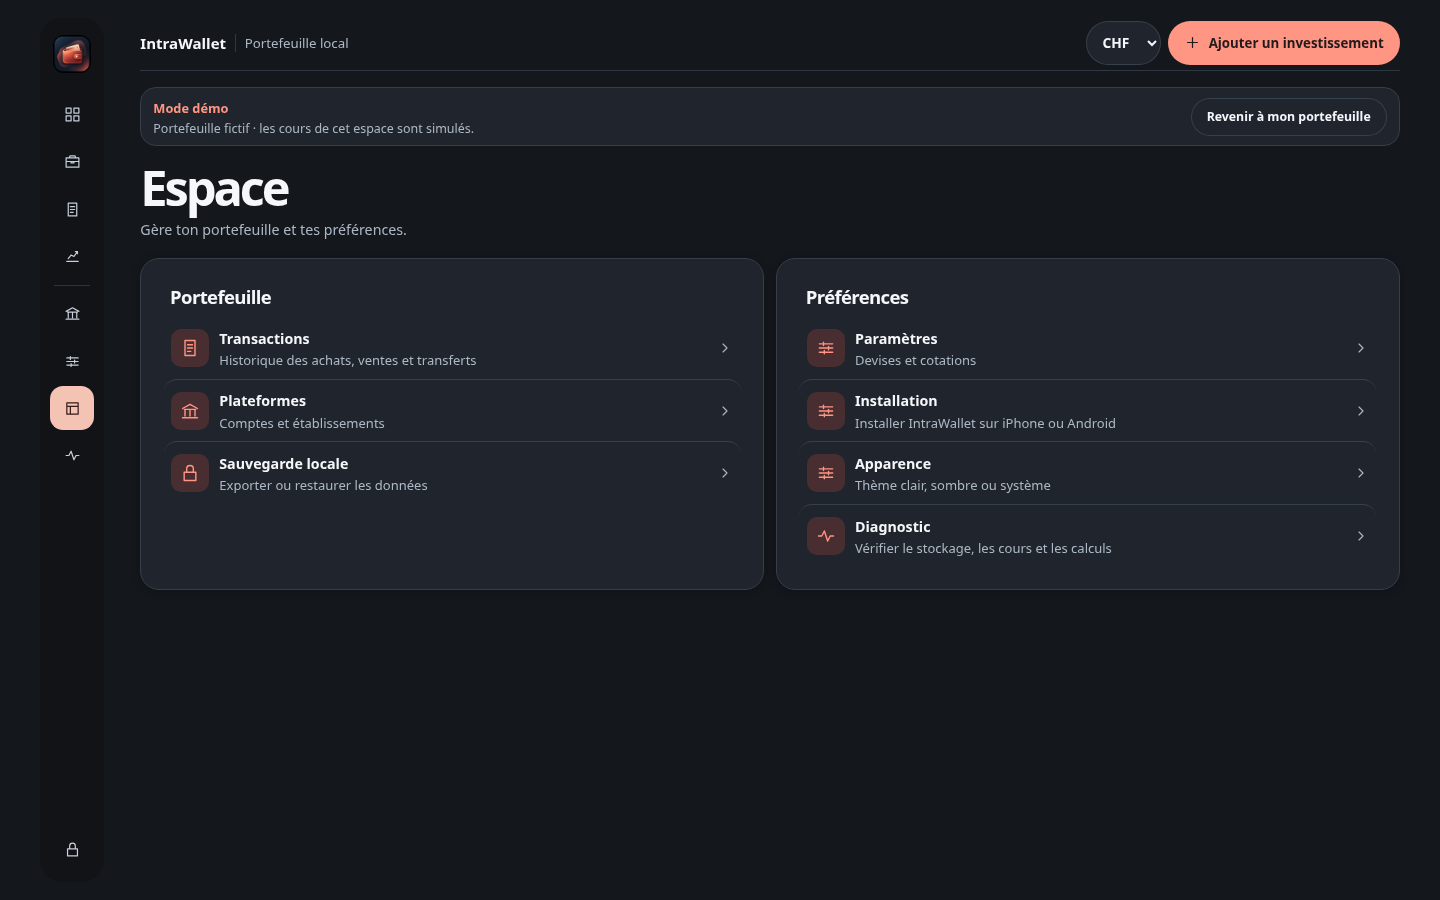 IntraWallet
Portefeuille local
CHF
Ajouter un investissement
Mode démo
Portefeuille fictif · les cours de cet espace sont simulés.
Revenir à mon portefeuille
Espace
Gère ton portefeuille et tes préférences.
Portefeuille
Transactions
Historique des achats, ventes et transferts
Plateformes
Comptes et établissements
Sauvegarde locale
Exporter ou restaurer les données
Préférences
Paramètres
Devises et cotations
Installation
Installer IntraWallet sur iPhone ou Android
Apparence
Thème clair, sombre ou système
Diagnostic
Vérifier le stockage, les cours et les calculs